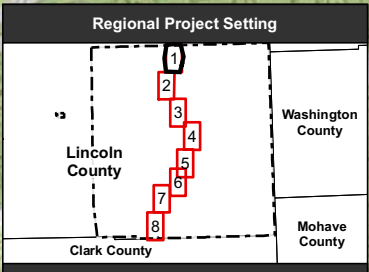 Regional Project Setting
1
2
3
4
5
6
7
8
Lincoln
County
Washington
County
Mohave
County
Clark County